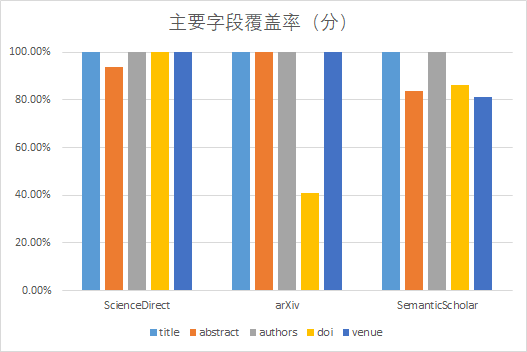 主要字段覆盖率（分）
100.00%
80.00%
60.00%
40.00%
20.00%
0.00%
ScienceDirect arXiv SemanticScholar
title abstract authors doi venue